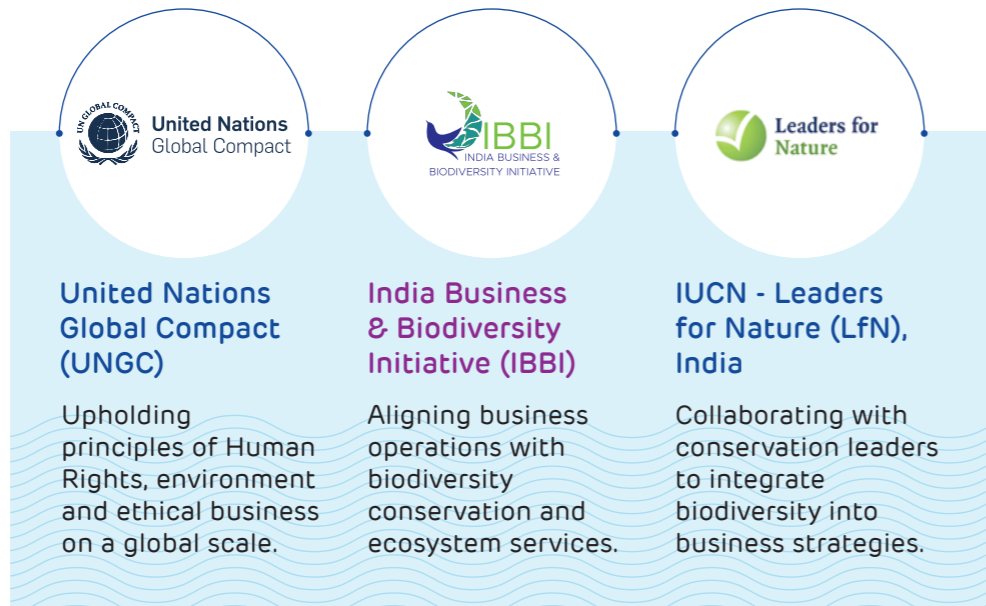 UN GLOBAL COMPACT
United Nations
Global Compact
IBBI
INDIA BUSINESS &
BIODIVERSITY INITIATIVE
Leaders for
Nature
United Nations
Global Compact
(UNGC)
Upholding
principles of Human
Rights, environment
and ethical business
on a global scale.
India Business
& Biodiversity
Initiative (IBBI)
Aligning business
operations with
biodiversity
conservation and
ecosystem services.
IUCN - Leaders
for Nature (LfN),
India
Collaborating with
conservation leaders
to integrate
biodiversity into
business strategies.